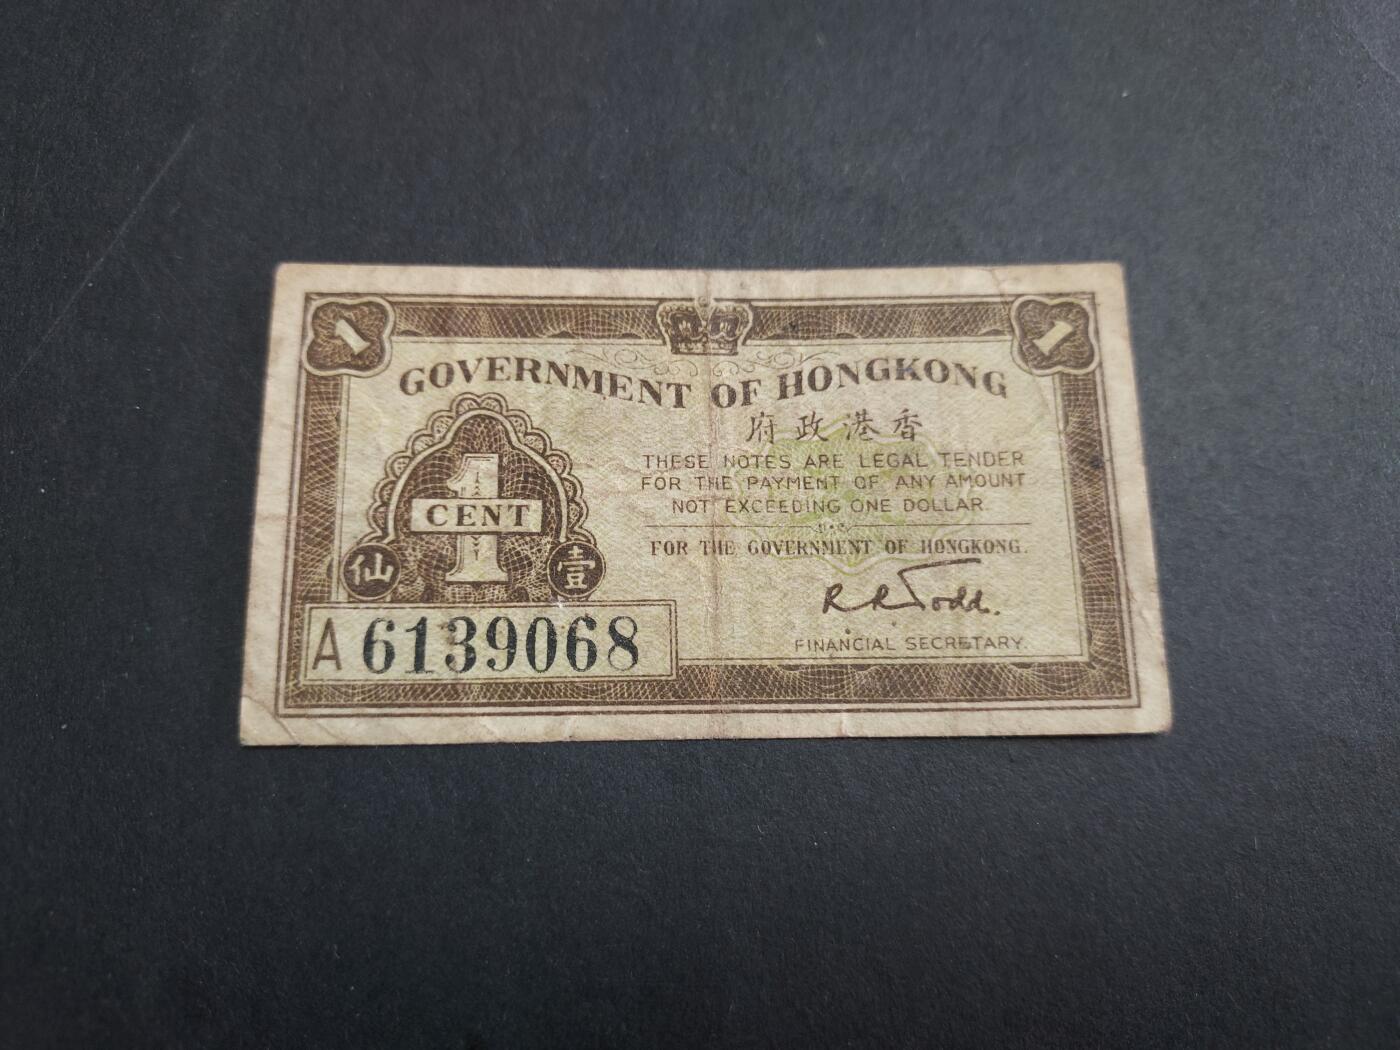 1 1
GOVERNMENT OF HONGKONG
府政港香
THESE NOTES ARE LEGAL TENDER
FOR THE PAYMENT OF ANY AMOUNT
NOT EXCEEDING ONE DOLLAR
FOR THE GOVERNMENT OF HONGKONG.
R R Todd.
FINANCIAL SECRETARY.
1
CENT
仙 壹
A 6139068